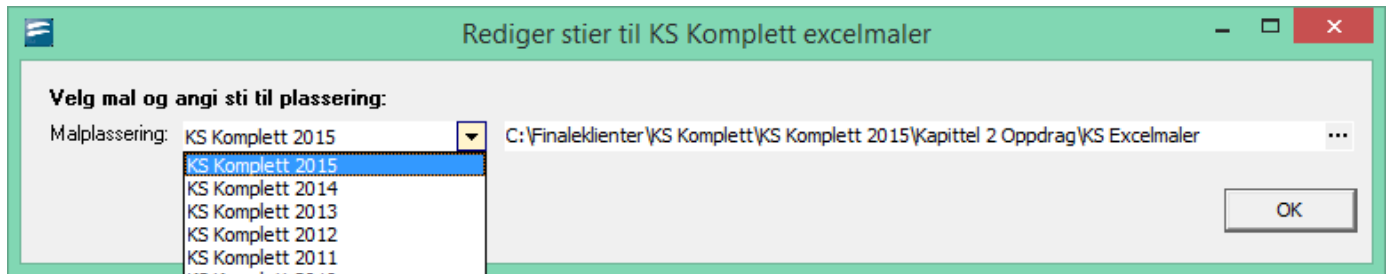 Rediger stier til KS Komplett excelmaler
Velg mal og angi sti til plassering:
Malplassering: KS Komplett 2015 C:\Finaleklienter\KS Komplett\KS Komplett 2015\Kapittel 2 Oppdrag\KS Excelmaler ...
KS Komplett 2015
KS Komplett 2014
KS Komplett 2013
OK
KS Komplett 2012
KS Komplett 2011